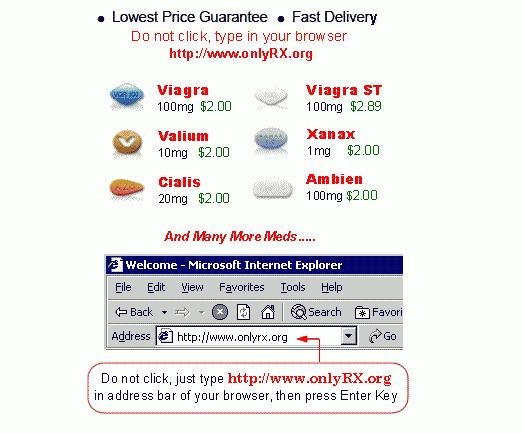 • Lowest Price Guarantee • Fast Delivery
Do not click, type in your browser
http://www.onlyRX.org
Viagra
100mg $2.00
Viagra ST
100mg $2.89
Valium
10mg $2.00
Xanax
1mg $2.00
Cialis
20mg $2.00
Ambien
100mg $2.00
And Many More Meds.....
Welcome - Microsoft Internet Explorer
File Edit View Favorites Tools Help
Back Search Favori
Address http://www.onlyrx.org Go
Do not click, just type http://www.onlyRX.org
in address bar of your browser, then press Enter Key